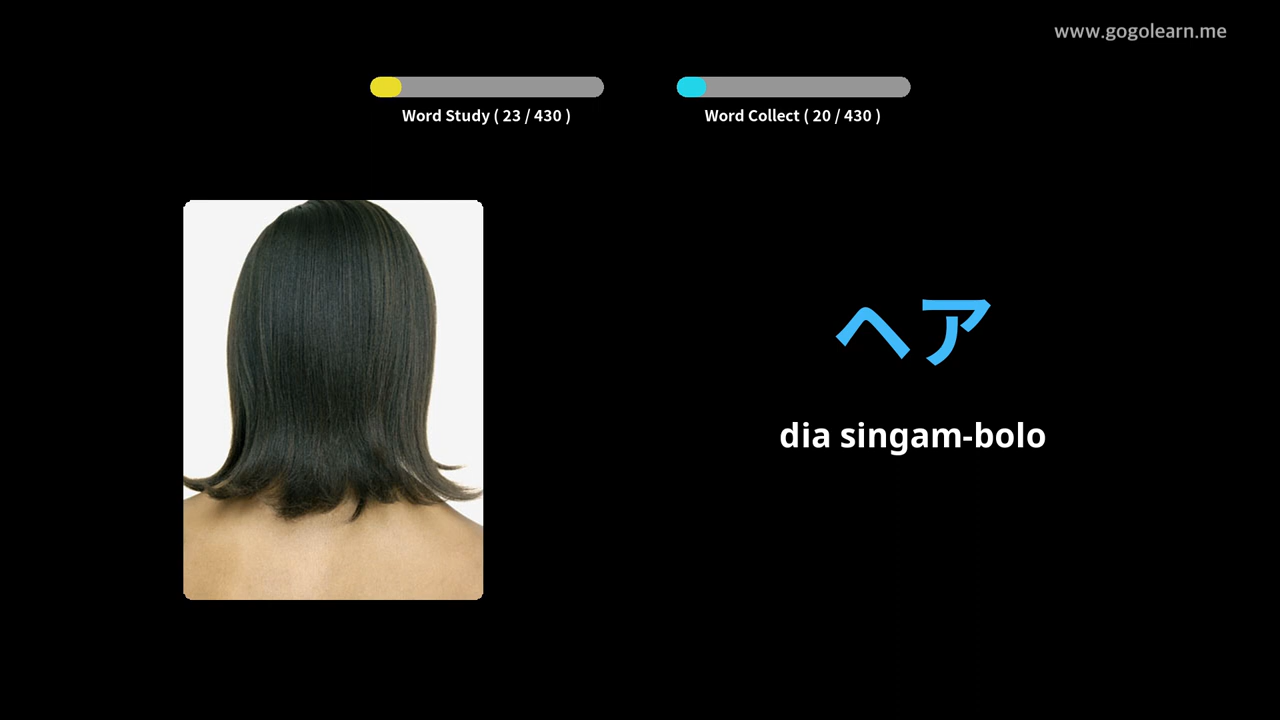 www.gogolearn.me
Word Study ( 23 / 430 )
Word Collect ( 20 / 430 )
ヘア
dia singam-bolo